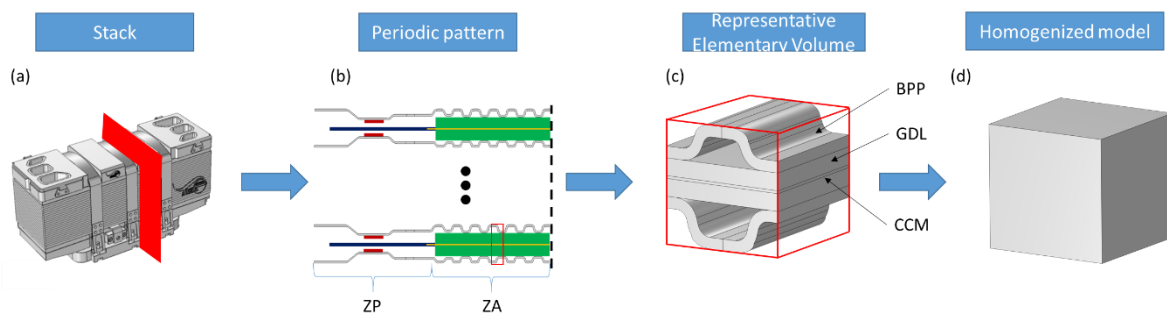 Stack
Periodic pattern
Representative
Elementary Volume
Homogenized model
(a)
(b)
(c)
(d)
BPP
GDL
CCM
ZP
ZA